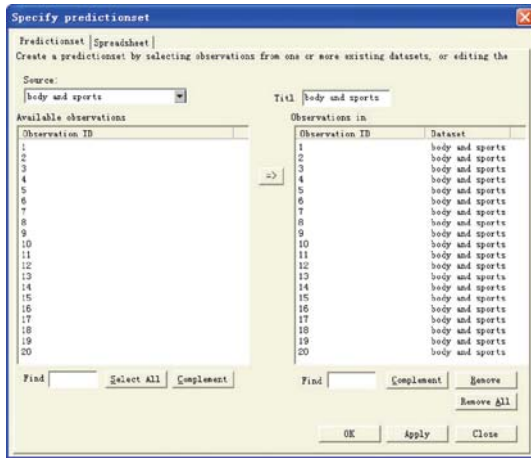 Specify predictionset
Predictionset Spreadsheet
Create a predictionset by selecting observations from one or more existing datasets, or editing the
Source:
body and sports
Titl body and sports
Available observations
Observation ID
1
2
3
4
5
6
7
8
9
10
11
12
13
14
15
16
17
18
19
20
Find Select All Complement
=>
Observations in
Observation ID Dataset
1 body and sports
2 body and sports
3 body and sports
4 body and sports
5 body and sports
6 body and sports
7 body and sports
8 body and sports
9 body and sports
10 body and sports
11 body and sports
12 body and sports
13 body and sports
14 body and sports
15 body and sports
16 body and sports
17 body and sports
18 body and sports
19 body and sports
20 body and sports
Find Complement Remove
Remove All
OK Apply Close